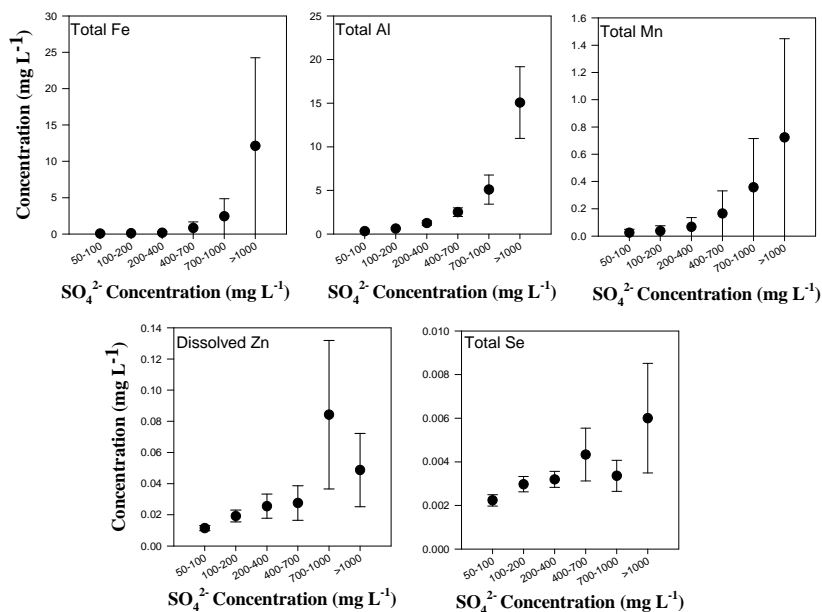 Total Fe
Total Al
Total Mn
Concentration (mg L⁻¹)
30
25
20
15
10
5
0
25
20
15
10
5
0
1.6
1.4
1.2
1.0
0.8
0.6
0.4
0.2
0.0
50-100 100-200 200-400 400-700 700-1000 >1000
50-100 100-200 200-400 400-700 700-1000 >1000
50-100 100-200 200-400 400-700 700-1000 >1000
SO₄²⁻ Concentration (mg L⁻¹)
SO₄²⁻ Concentration (mg L⁻¹)
SO₄²⁻ Concentration (mg L⁻¹)
Dissolved Zn
Total Se
Concentration (mg L⁻¹)
0.14
0.12
0.10
0.08
0.06
0.04
0.02
0.00
0.010
0.008
0.006
0.004
0.002
0.000
50-100 100-200 200-400 400-700 700-1000 >1000
50-100 100-200 200-400 400-700 700-1000 >1000
SO₄²⁻ Concentration (mg L⁻¹)
SO₄²⁻ Concentration (mg L⁻¹)